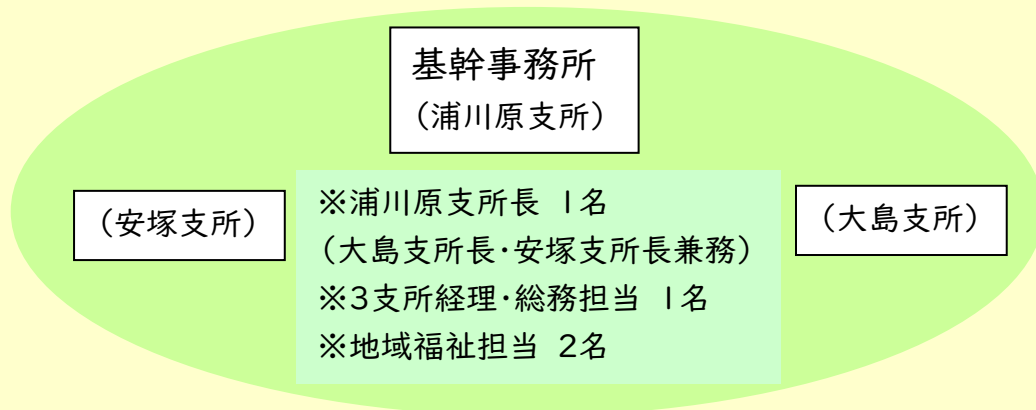 基幹事務所
(浦川原支所)
(安塚支所)
※浦川原支所長 1名
(大島支所長・安塚支所長兼務)
※3支所経理・総務担当 1名
※地域福祉担当 2名
(大島支所)